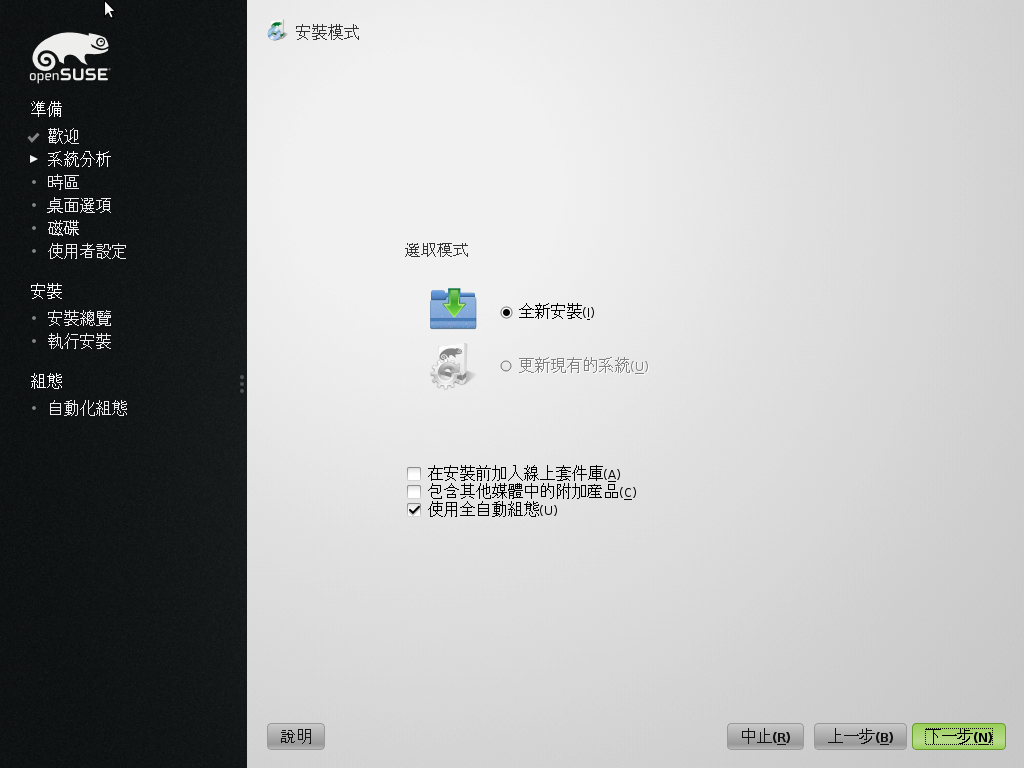 openSUSE
準備
歡迎
系統分析
時區
桌面選項
磁碟
使用者設定
安裝
安裝總覽
執行安裝
組態
自動化組態
安裝模式
選取模式
全新安裝(I)
更新現有的系統(U)
在安裝前加入線上套件庫(A)
包含其他媒體中的附加產品(C)
使用全自動組態(U)
說明
中止(R)
上一步(B)
下一步(N)